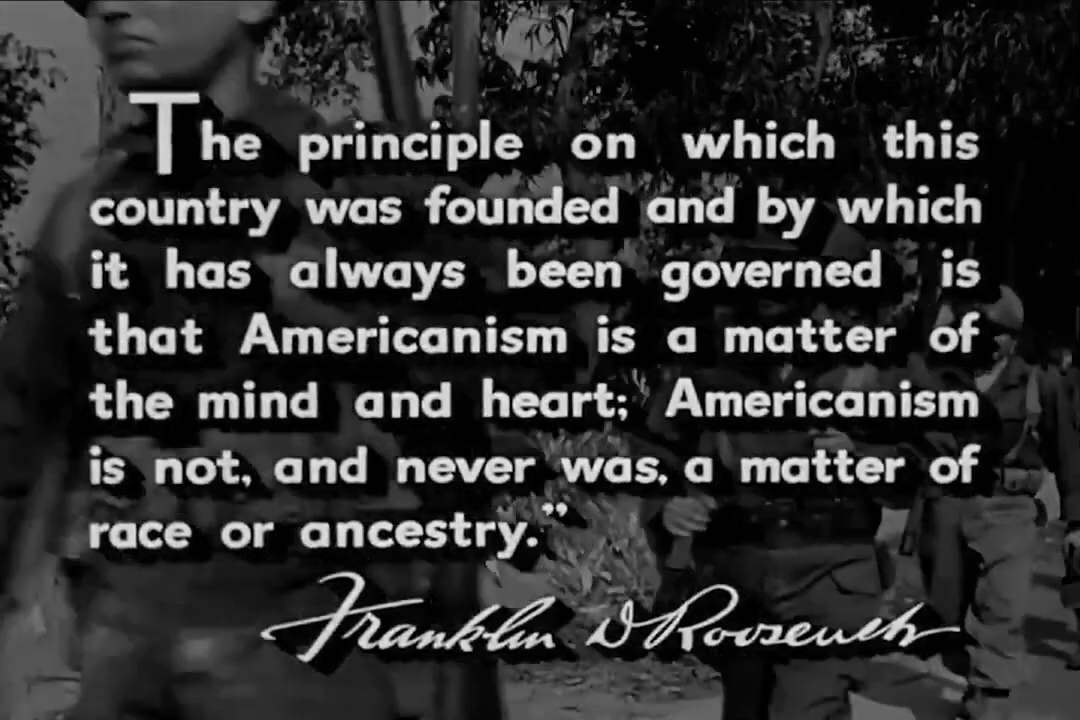 The principle on which this
country was founded and by which
it has always been governed is
that Americanism is a matter of
the mind and heart; Americanism
is not, and never was, a matter of
race or ancestry.”
Franklin D Roosevelt